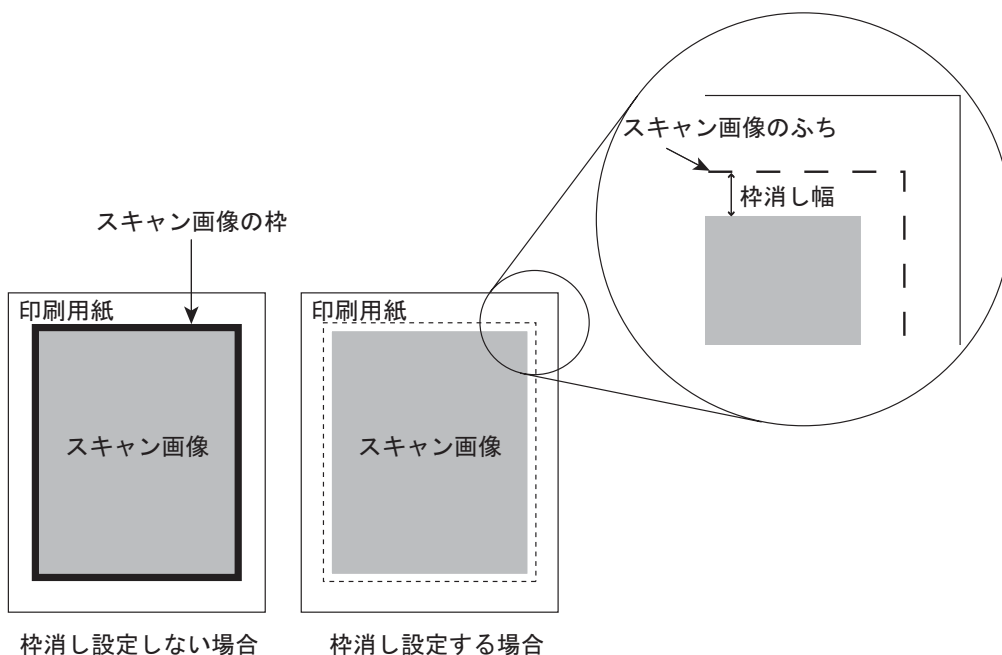 スキャン画像のふち
枠消し幅
スキャン画像の枠
印刷用紙
スキャン画像
枠消し設定しない場合
印刷用紙
スキャン画像
枠消し設定する場合